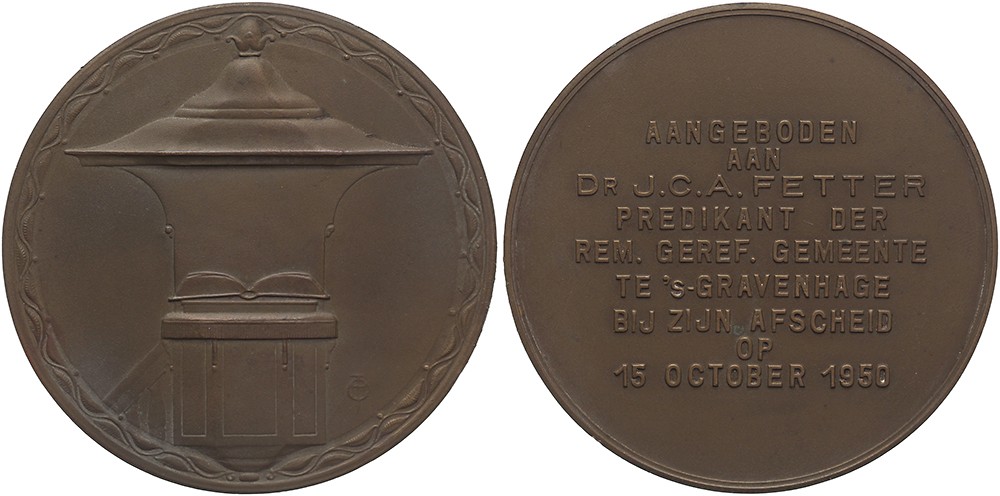 AANGEBODEN
AAN
DR J.C.A. FETTER
PREDIKANT DER
REM. GEREF. GEMEENTE
TE 's-GRAVENHAGE
BIJ ZIJN AFSCHEID
OP
15 OCTOBER 1950